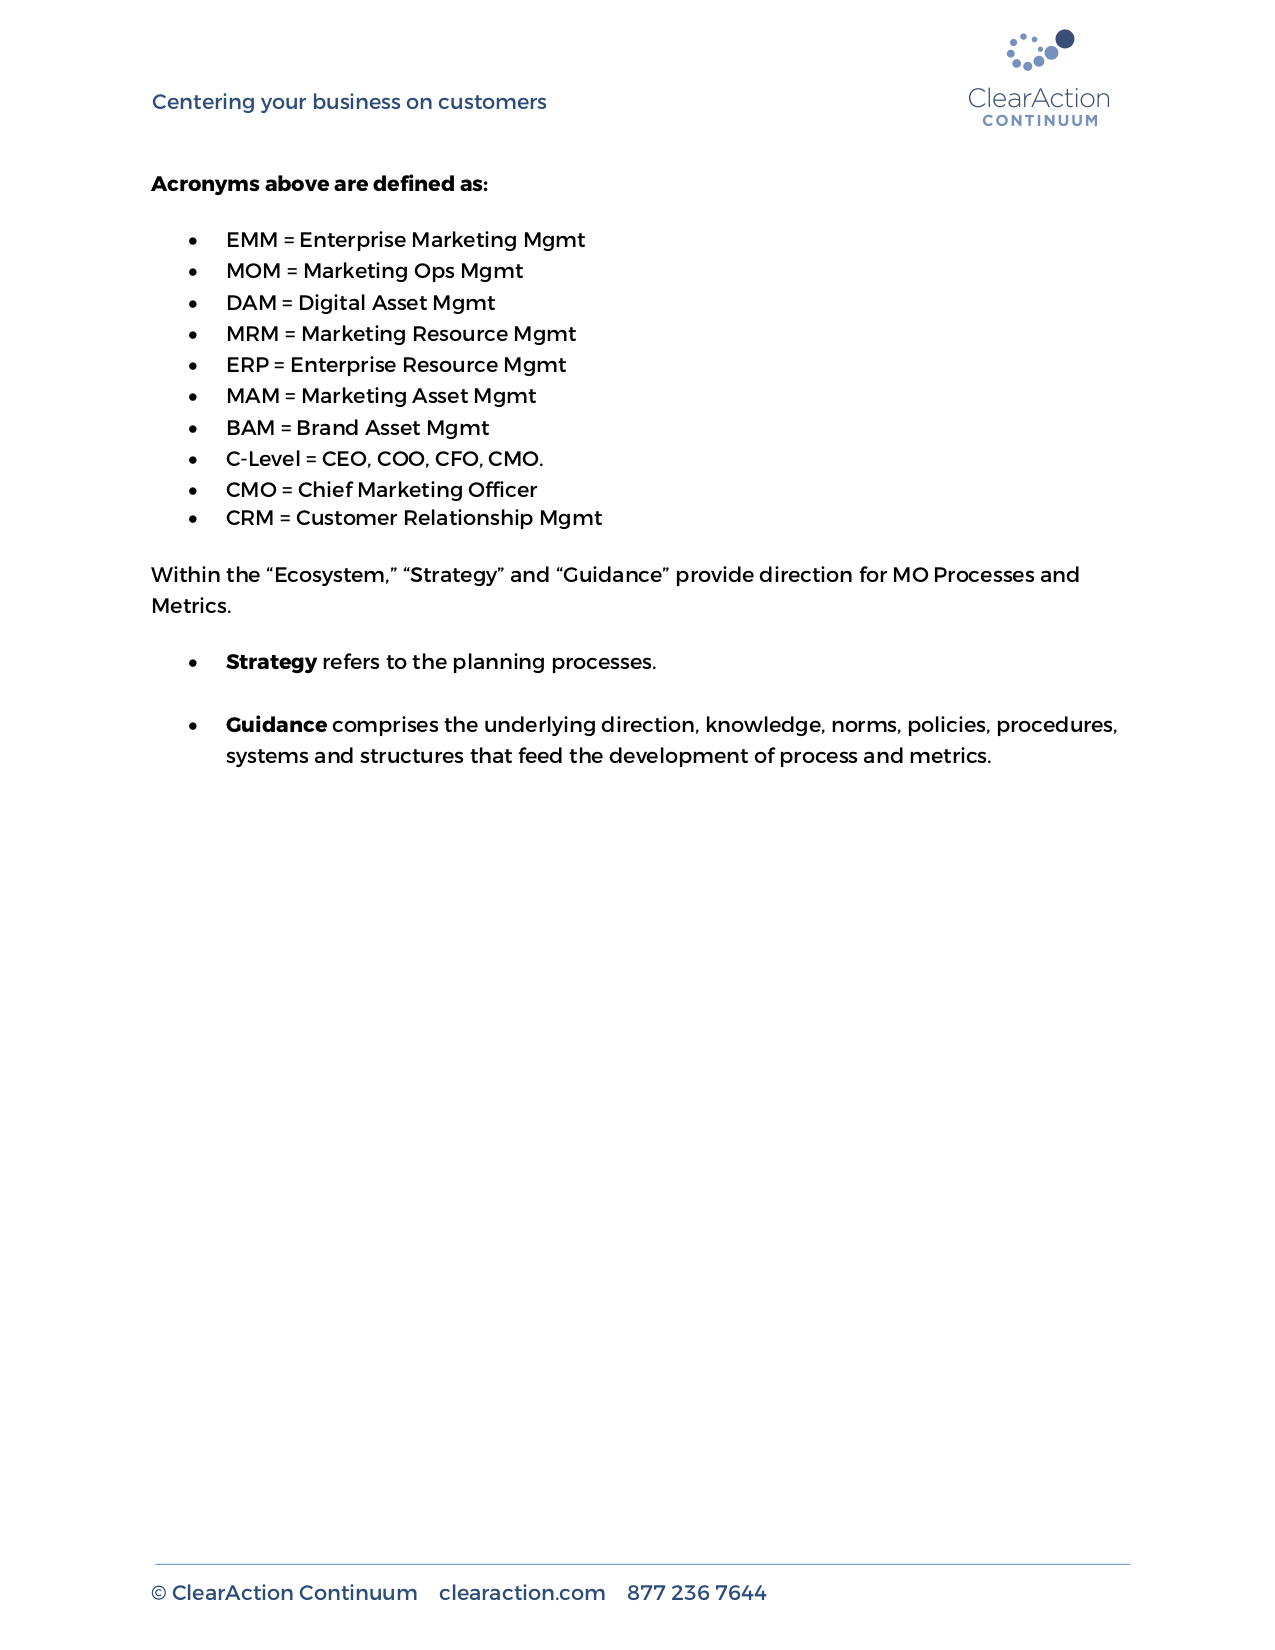 Centering your business on customers
ClearAction
CONTINUUM
Acronyms above are defined as:
• EMM = Enterprise Marketing Mgmt
• MOM = Marketing Ops Mgmt
• DAM = Digital Asset Mgmt
• MRM = Marketing Resource Mgmt
• ERP = Enterprise Resource Mgmt
• MAM = Marketing Asset Mgmt
• BAM = Brand Asset Mgmt
• C-Level = CEO, COO, CFO, CMO.
• CMO = Chief Marketing Officer
• CRM = Customer Relationship Mgmt
Within the “Ecosystem,” “Strategy” and “Guidance” provide direction for MO Processes and
Metrics.
• Strategy refers to the planning processes.
• Guidance comprises the underlying direction, knowledge, norms, policies, procedures,
systems and structures that feed the development of process and metrics.
© ClearAction Continuum clearaction.com 877 236 7644